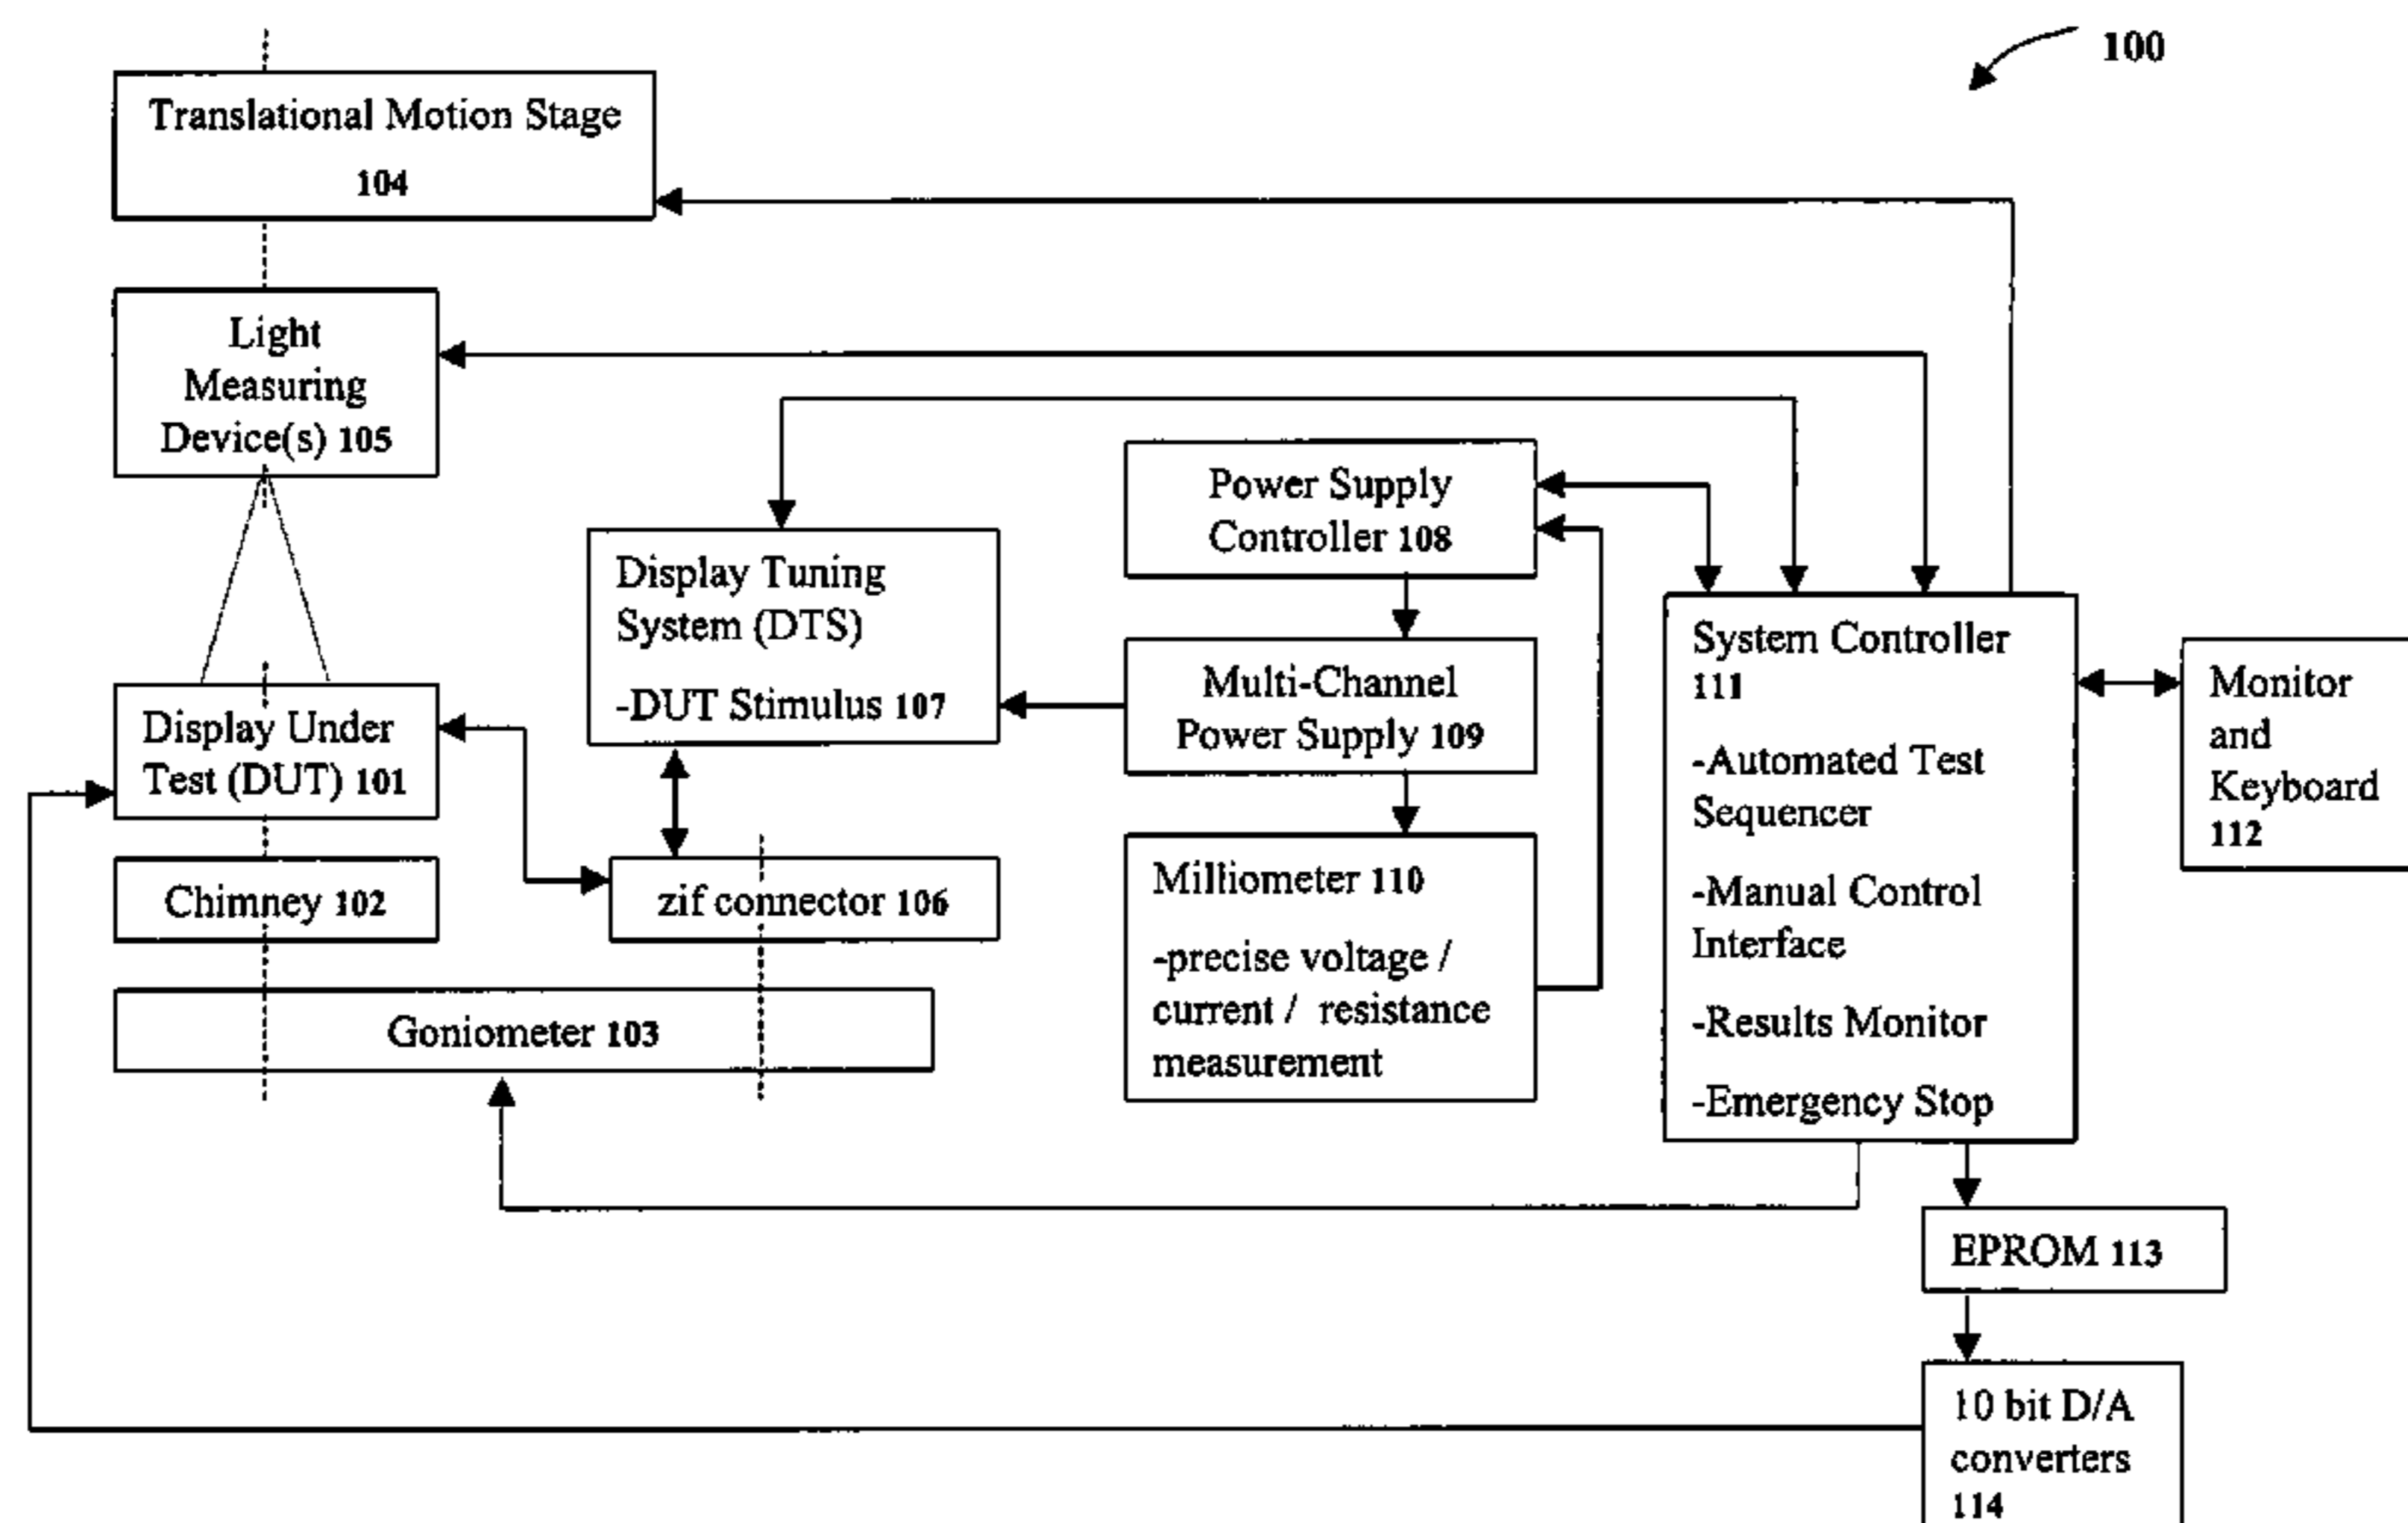 100
Translational Motion Stage
104
Light
Measuring
Device(s) 105
Display Tuning
System (DTS)
-DUT Stimulus 107
Power Supply
Controller 108
Multi-Channel
Power Supply 109
Milliometer 110
-precise voltage /
current / resistance
measurement
System Controller
111
-Automated Test
Sequencer
-Manual Control
Interface
-Results Monitor
-Emergency Stop
Monitor
and
Keyboard
112
Display Under
Test (DUT) 101
Chimney 102
zif connector 106
Goniometer 103
EPROM 113
10 bit D/A
converters
114